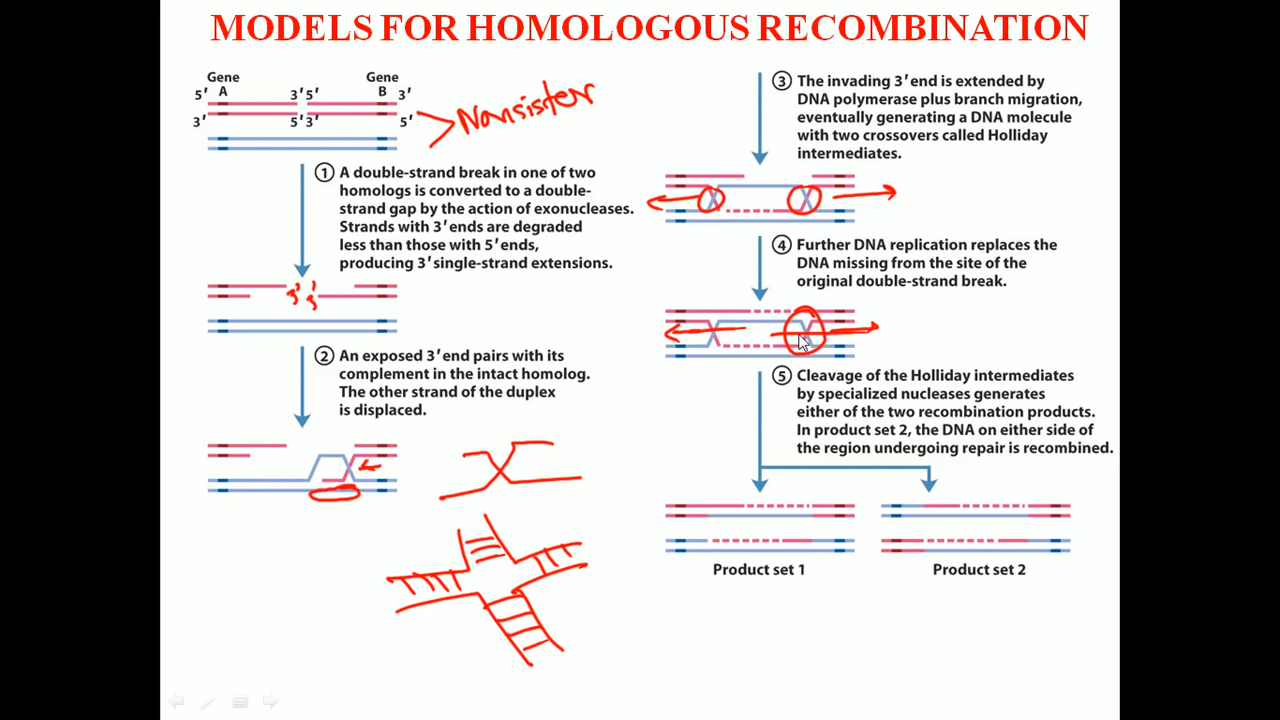 MODELS FOR HOMOLOGOUS RECOMBINATION
Gene
A
Gene
B
5′ 3′ 5′ 3′
3′ 5′ 3′ 5′
Nonsister
① A double-strand break in one of two
homologs is converted to a double-
strand gap by the action of exonucleases.
Strands with 3′ ends are degraded
less than those with 5′ ends,
producing 3′ single-strand extensions.
3′ 3′
② An exposed 3′ end pairs with its
complement in the intact homolog.
The other strand of the duplex
is displaced.
③ The invading 3′ end is extended by
DNA polymerase plus branch migration,
eventually generating a DNA molecule
with two crossovers called Holliday
intermediates.
④ Further DNA replication replaces the
DNA missing from the site of the
original double-strand break.
⑤ Cleavage of the Holliday intermediates
by specialized nucleases generates
either of the two recombination products.
In product set 2, the DNA on either side of
the region undergoing repair is recombined.
Product set 1
Product set 2